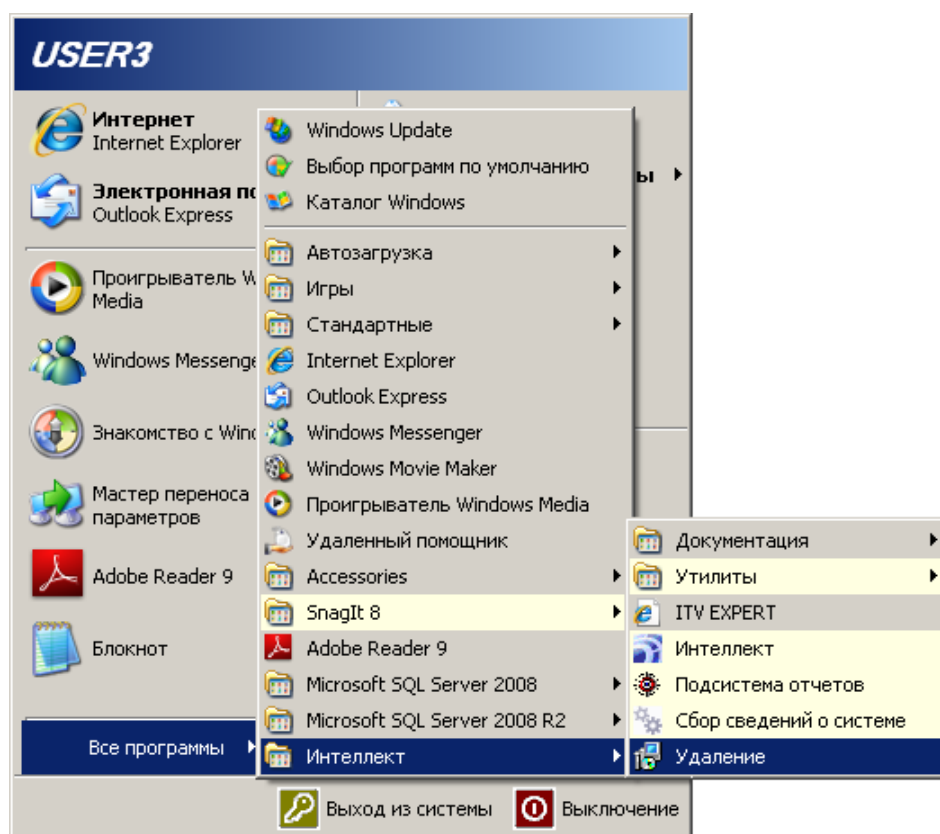 USER3
Интернет
Internet Explorer
Электронная по
Outlook Express
Проигрыватель W
Media
Windows Messenge
Знакомство с Wind
Мастер переноса
параметров
Adobe Reader 9
Блокнот
Все программы
Windows Update
Выбор программ по умолчанию
Каталог Windows
Автозагрузка
Игры
Стандартные
Internet Explorer
Outlook Express
Windows Messenger
Windows Movie Maker
Проигрыватель Windows Media
Удаленный помощник
Accessories
SnagIt 8
Adobe Reader 9
Microsoft SQL Server 2008
Microsoft SQL Server 2008 R2
Интеллект
ы
Документация
Утилиты
ITV EXPERT
Интеллект
Подсистема отчетов
Сбор сведений о системе
Удаление
Выход из системы
Выключение